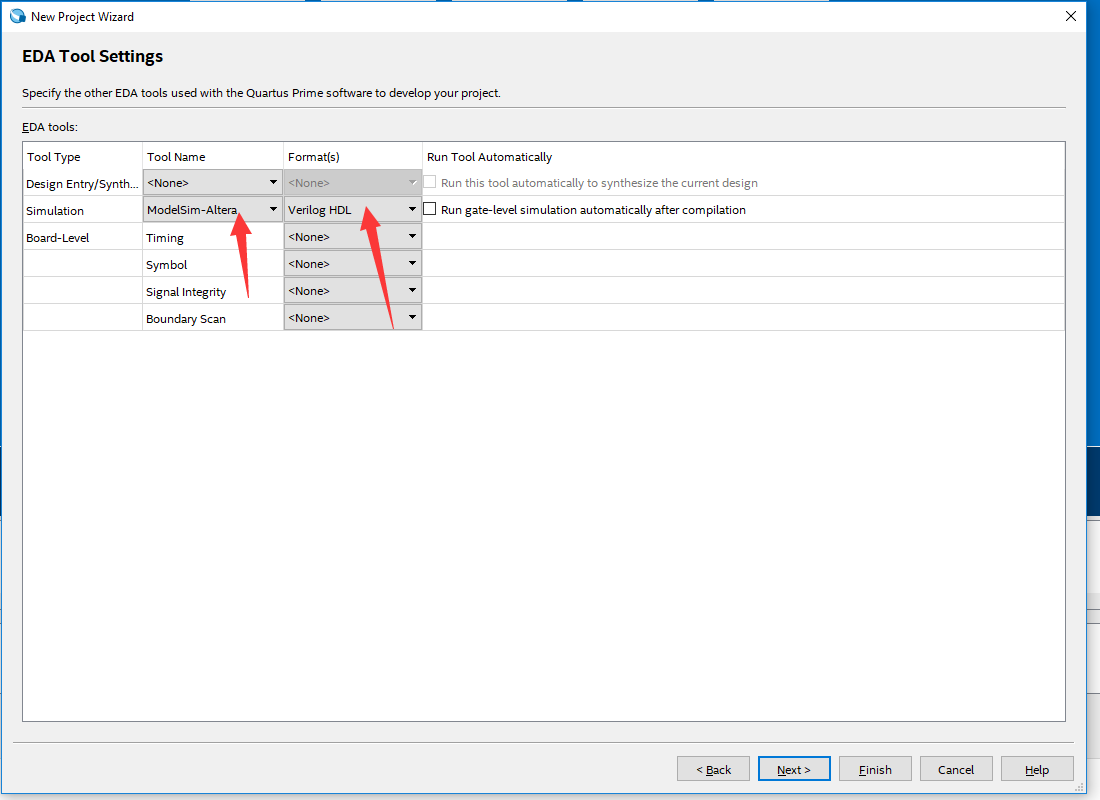 New Project Wizard
EDA Tool Settings
Specify the other EDA tools used with the Quartus Prime software to develop your project.
EDA tools:
Tool Type Tool Name Format(s) Run Tool Automatically
Design Entry/Synth... <None> <None> Run this tool automatically to synthesize the current design
Simulation ModelSim-Altera Verilog HDL Run gate-level simulation automatically after compilation
Board-Level Timing <None>
Symbol <None>
Signal Integrity <None>
Boundary Scan <None>
< Back Next > Finish Cancel Help